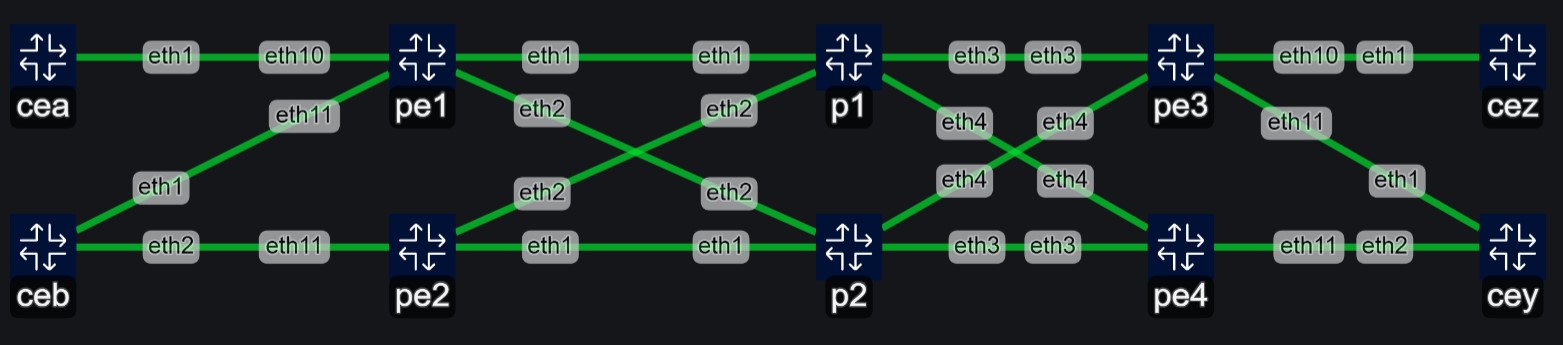 eth1 eth10 eth1 eth1 eth3 eth3 eth10 eth1
cea pe1 p1 pe3 cez
eth11 eth2 eth2 eth4 eth4 eth11
eth1 eth2 eth2 eth4 eth4 eth1
eth2 eth11 eth1 eth1 eth3 eth3 eth11 eth2
ceb pe2 p2 pe4 cey